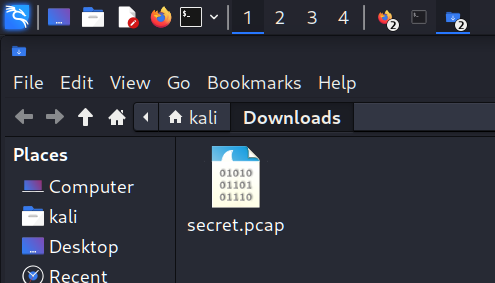 1 2 3 4 2 2
File Edit View Go Bookmarks Help
kali Downloads
Places
Computer
kali
Desktop
Recent
01010
01101
01110
secret.pcap